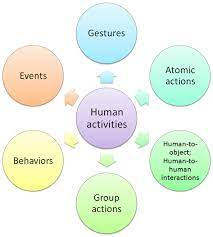 Gestures
Events
Atomic
actions
Human
activities
Behaviors
Human-to-
object;
Human-to-
human
interactions
Group
actions